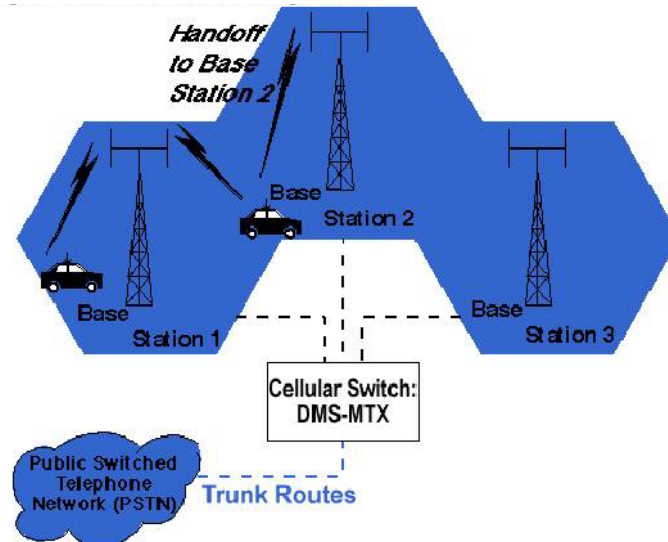 Handoff
to Base
Station 2
Base
Station 2
Base
Station 1
Base
Station 3
Cellular Switch:
DMS-MTX
Public Switched
Telephone
Network (PSTN)
Trunk Routes